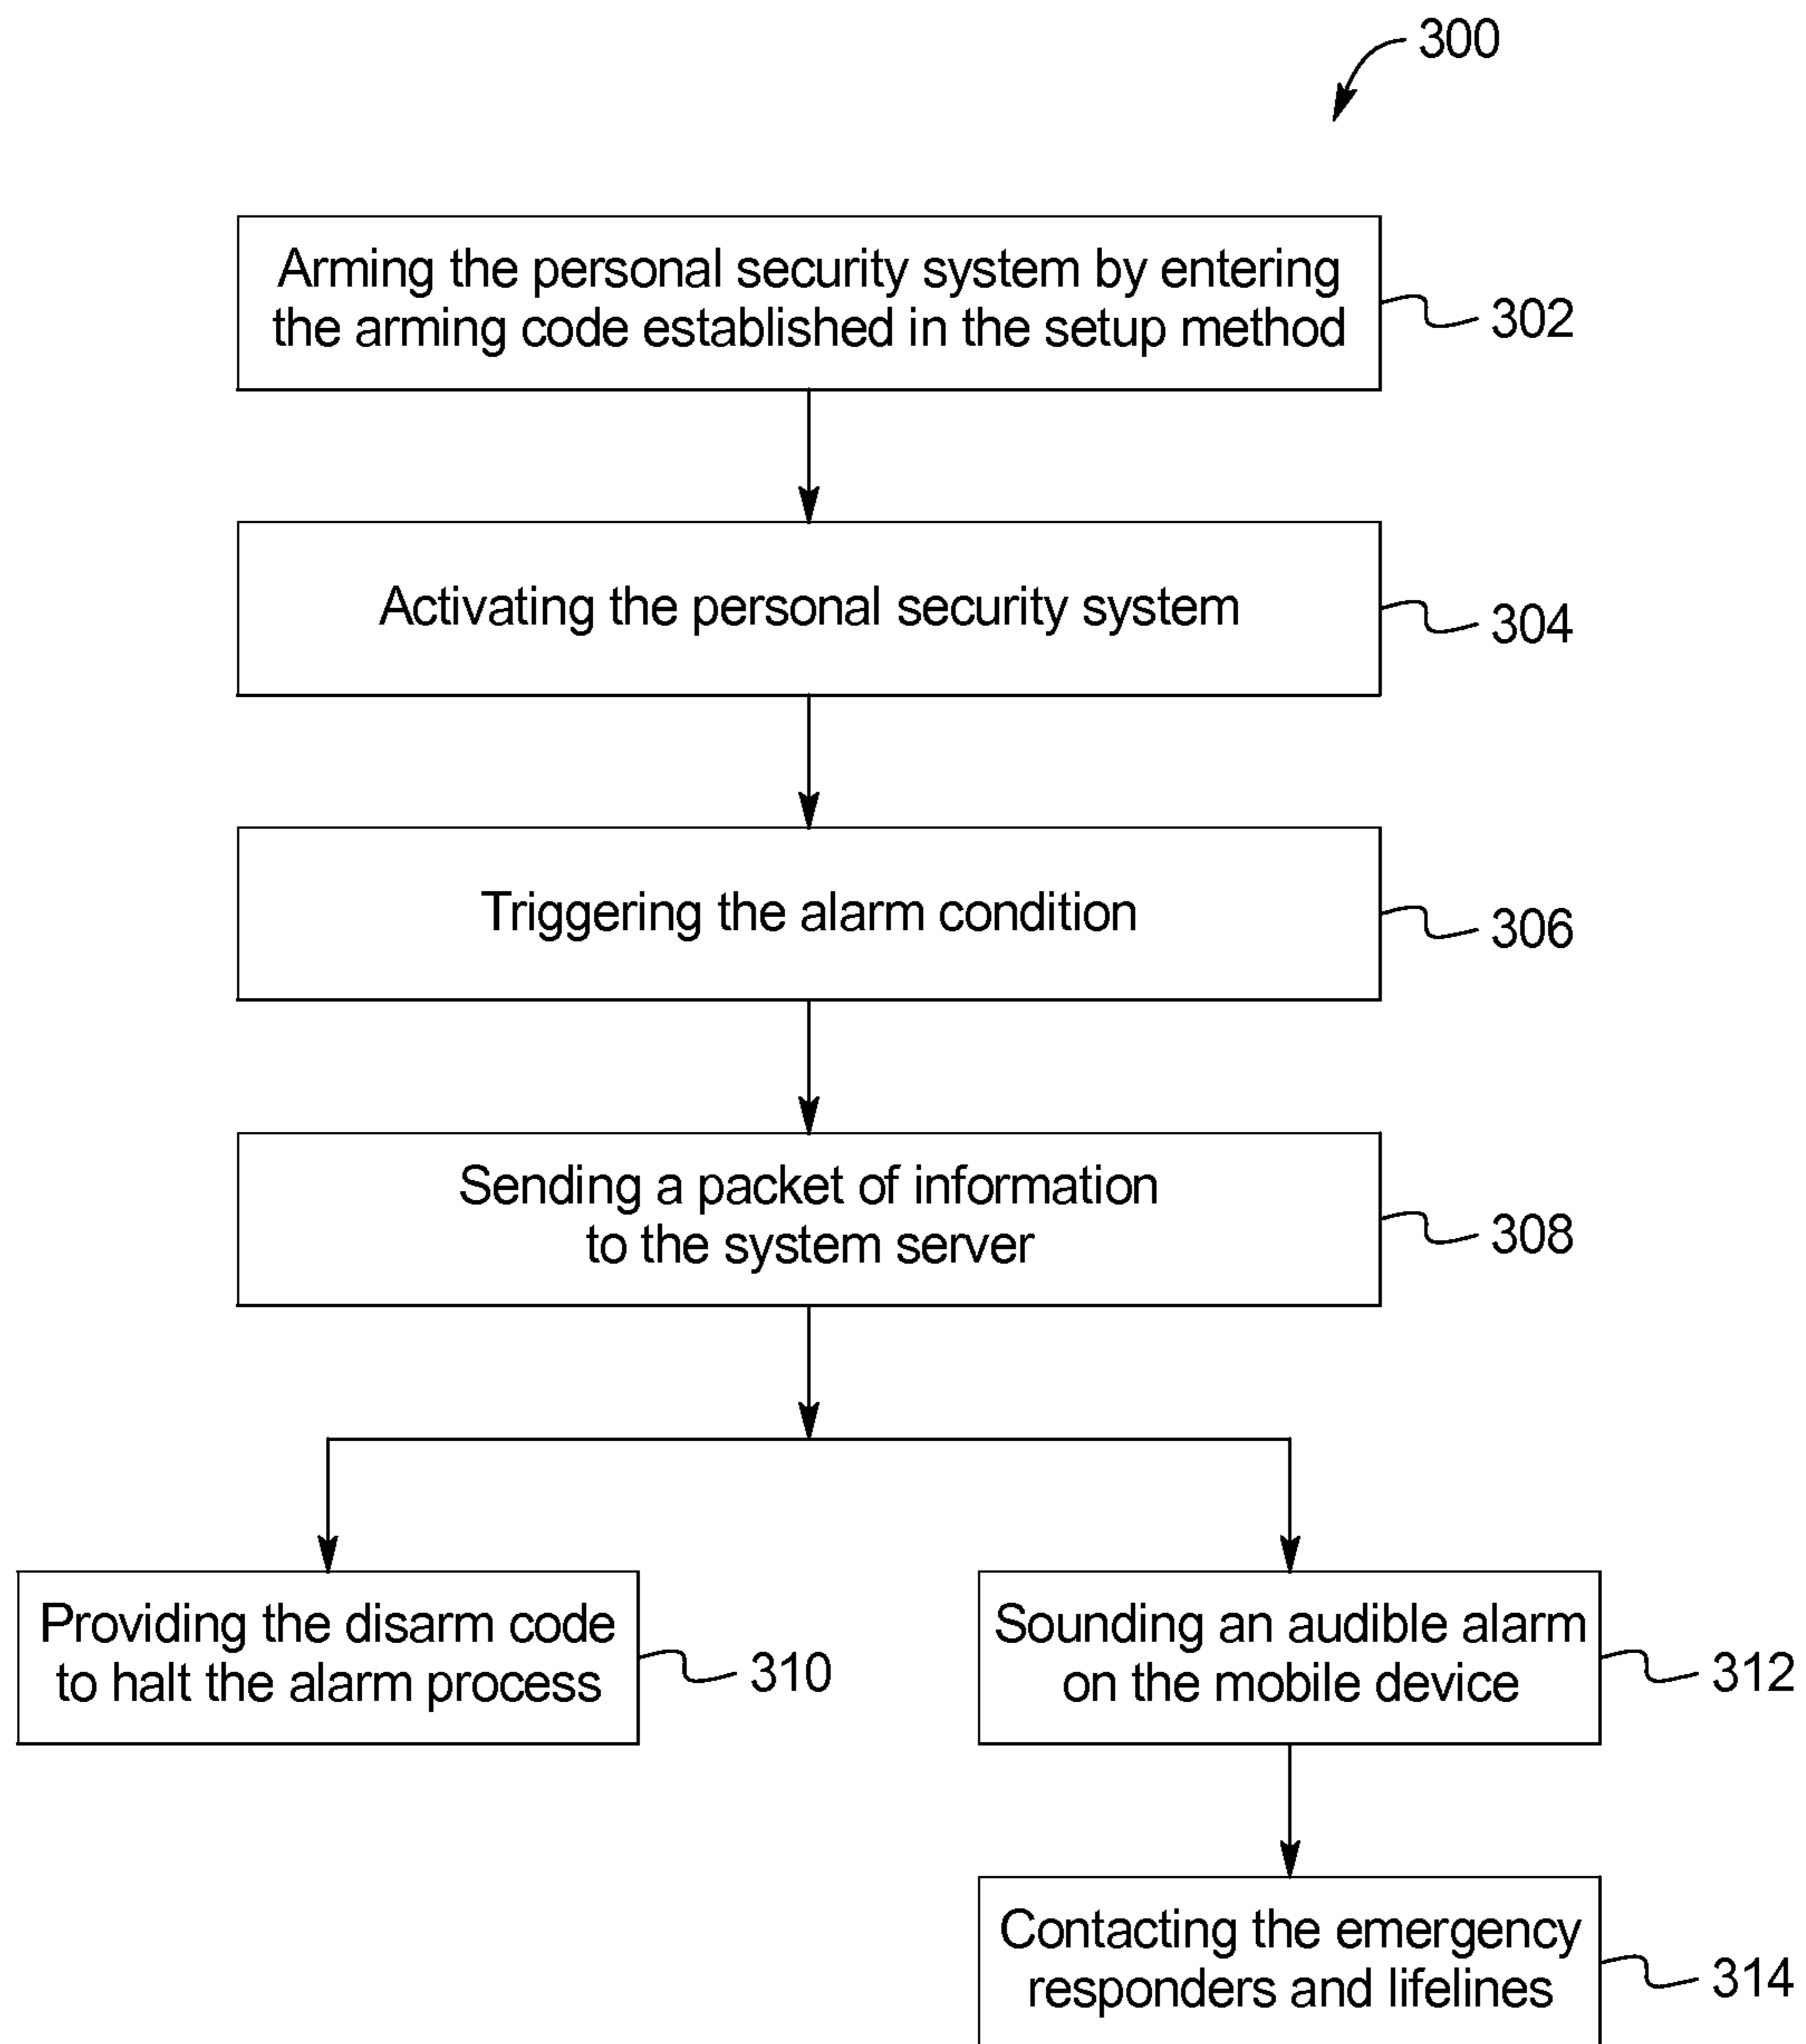 300
Arming the personal security system by entering
the arming code established in the setup method
302
Activating the personal security system
304
Triggering the alarm condition
306
Sending a packet of information
to the system server
308
Providing the disarm code
to halt the alarm process
310
Sounding an audible alarm
on the mobile device
312
Contacting the emergency
responders and lifelines
314